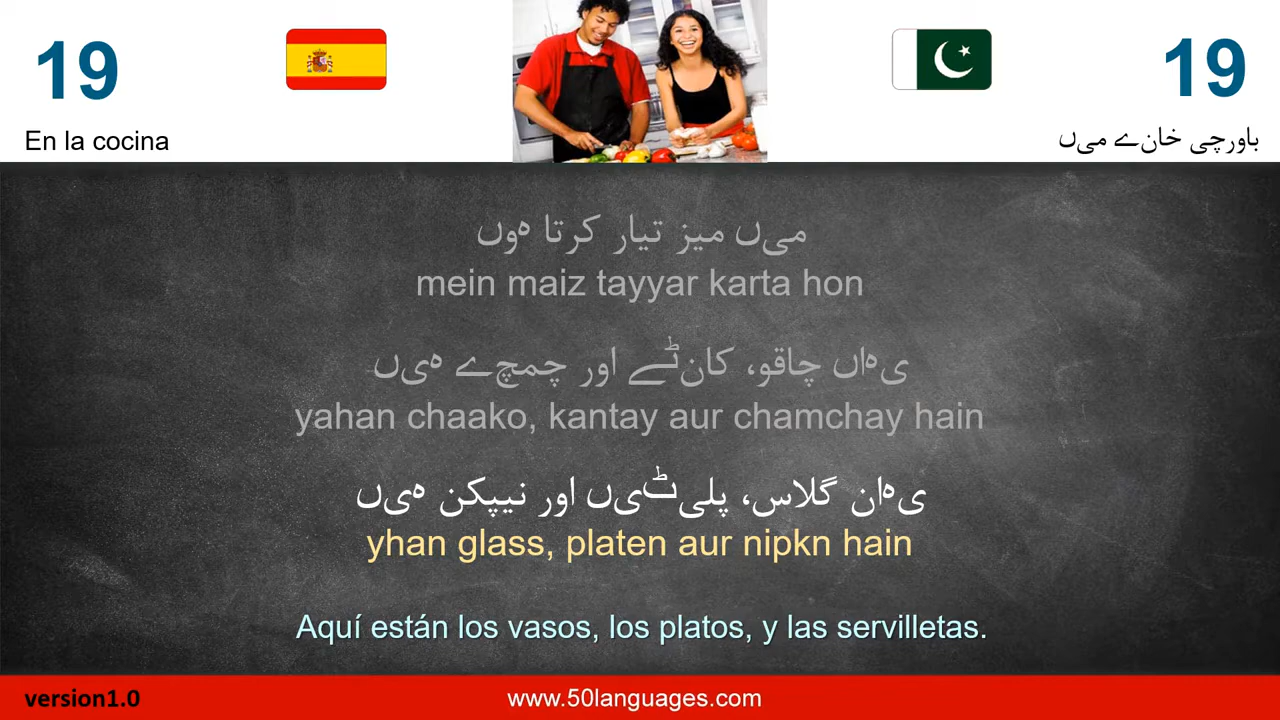 19
19
En la cocina
باورچی خانے میں
میں میز تیار کرتا ہوں
mein maiz tayyar karta hon
یہاں چاقو، کانٹے اور چمچے ہیں
yahan chaako, kantay aur chamchay hain
یہان گلاس، پلیٹیں اور نیپکن ہیں
yhan glass, platen aur nipkn hain
Aquí están los vasos, los platos, y las servilletas.
version1.0
www.50languages.com